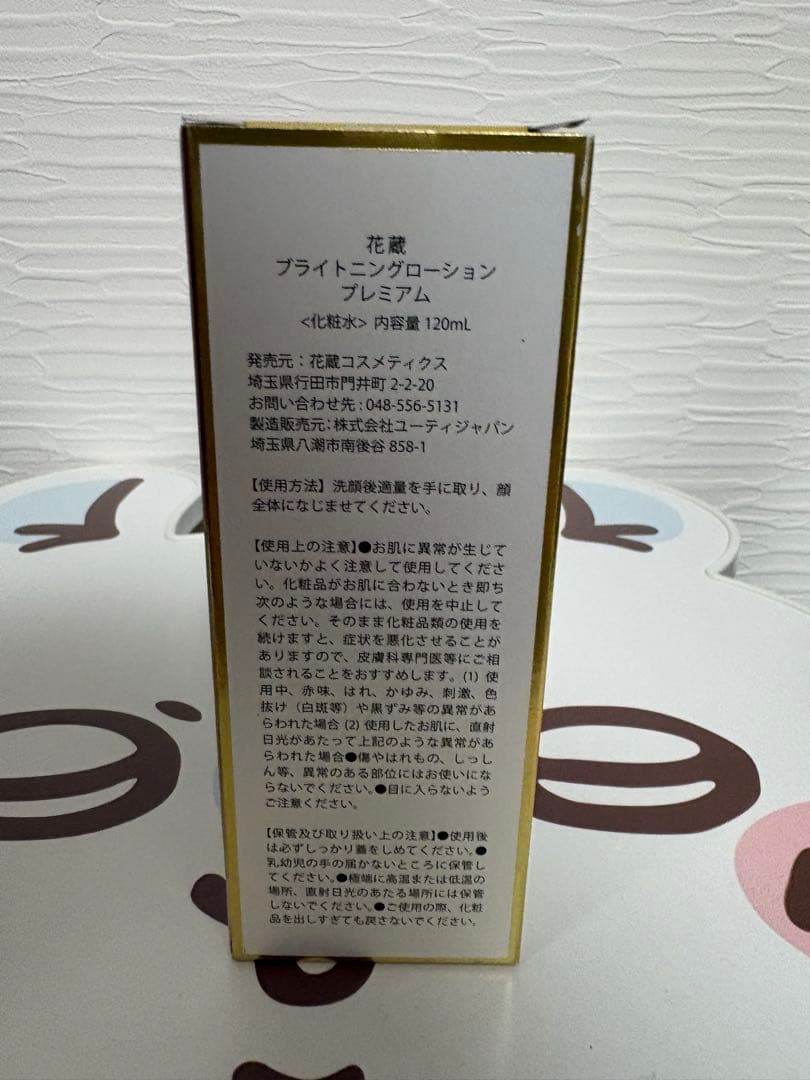 花蔵
ブライトニングローション
プレミアム
<化粧水> 内容量 120mL
発売元：花蔵コスメティクス
埼玉県行田市門井町 2-2-20
お問い合わせ先 : 048-556-5131
製造販売元:株式会社ユーティジャパン
埼玉県八潮市南後谷 858-1
【使用方法】洗顔後適量を手に取り、顔
全体になじませてください。
【使用上の注意】●お肌に異常が生じて
いないかよく注意して使用してくださ
い。化粧品がお肌に合わないとき即ち
次のような場合には、使用を中止して
ください。そのまま化粧品類の使用を
続けますと、症状を悪化させることが
ありますので、皮膚科専門医等にご相
談されることをおすすめします。(1) 使
用中、赤味、はれ、かゆみ、刺激、色
抜け（白斑等）や黒ずみ等の異常があ
らわれた場合 (2) 使用したお肌に、直射
日光があたって上記のような異常があ
らわれた場合●傷やはれもの、しっし
ん等、異常のある部位にはお使いにな
らないでください。●目に入らないよう
ご注意ください。
【保管及び取り扱い上の注意】●使用後
は必ずしっかり蓋をしめてください。●
乳幼児の手の届かないところに保管し
てください。●極端に高温または低温の
場所、直射日光のあたる場所には保管
しないでください。●ご使用の際、化粧
品を出しすぎても戻さないでください。